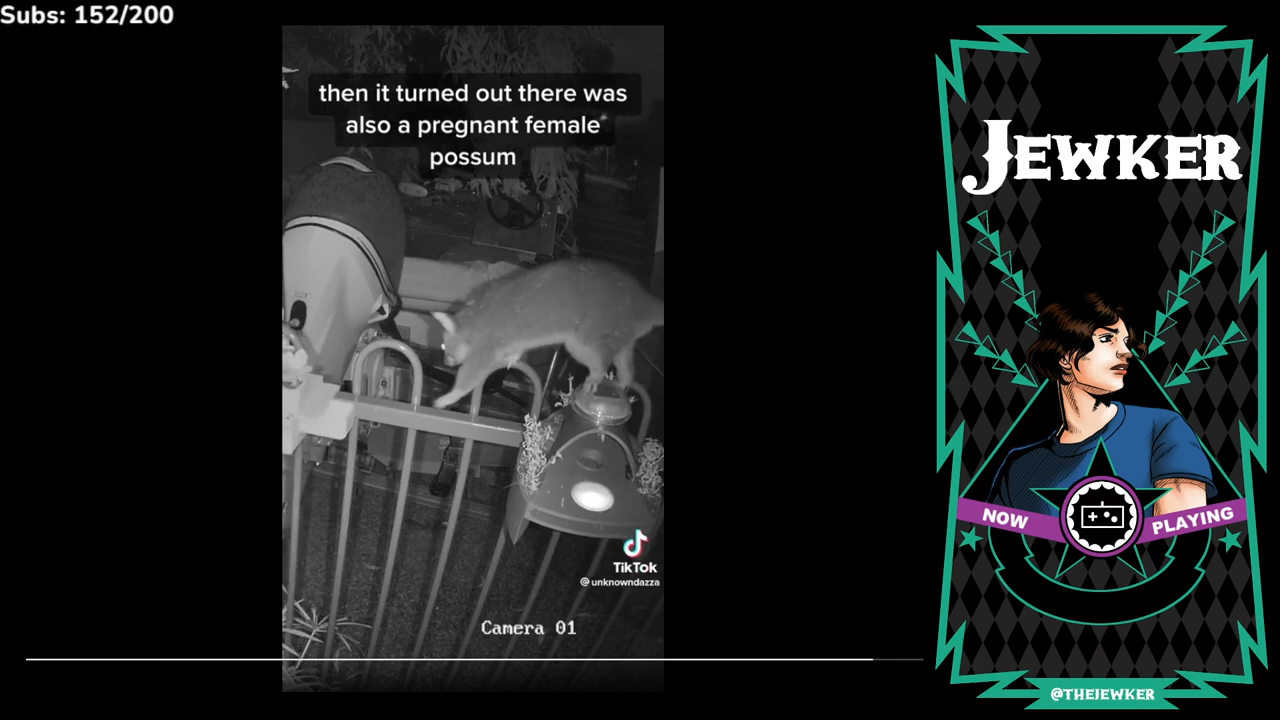 Subs: 152/200
then it turned out there was
also a pregnant female
possum
TikTok
@unknowndazza
Camera 01
JEWKER
NOW
PLAYING
@THEJEWKER